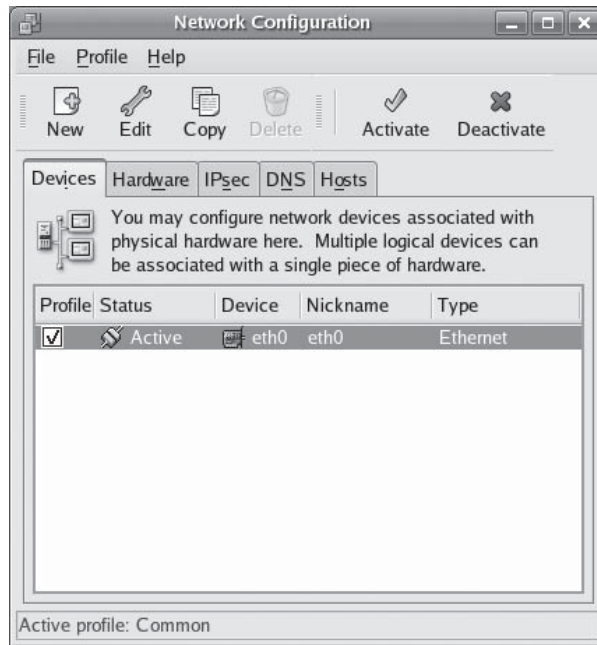 Network Configuration
File Profile Help
New Edit Copy Delete Activate Deactivate
Devices Hardware IPsec DNS Hosts
You may configure network devices associated with
physical hardware here. Multiple logical devices can
be associated with a single piece of hardware.
Profile Status Device Nickname Type
Active eth0 eth0 Ethernet
Active profile: Common